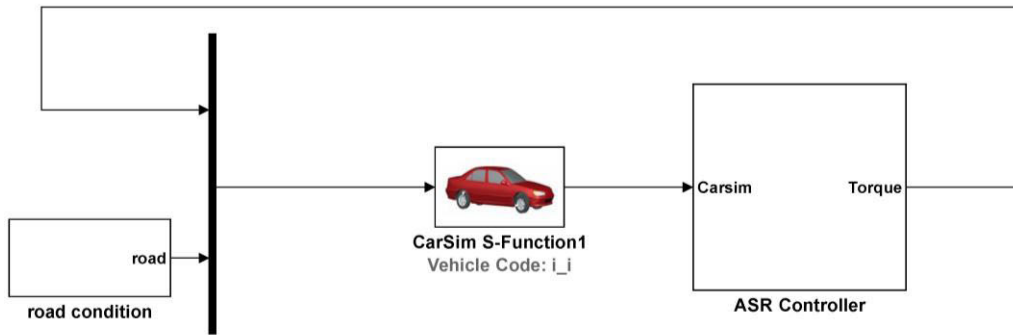 Carsim
Torque
CarSim S-Function1
Vehicle Code: i_i
road
road condition
ASR Controller